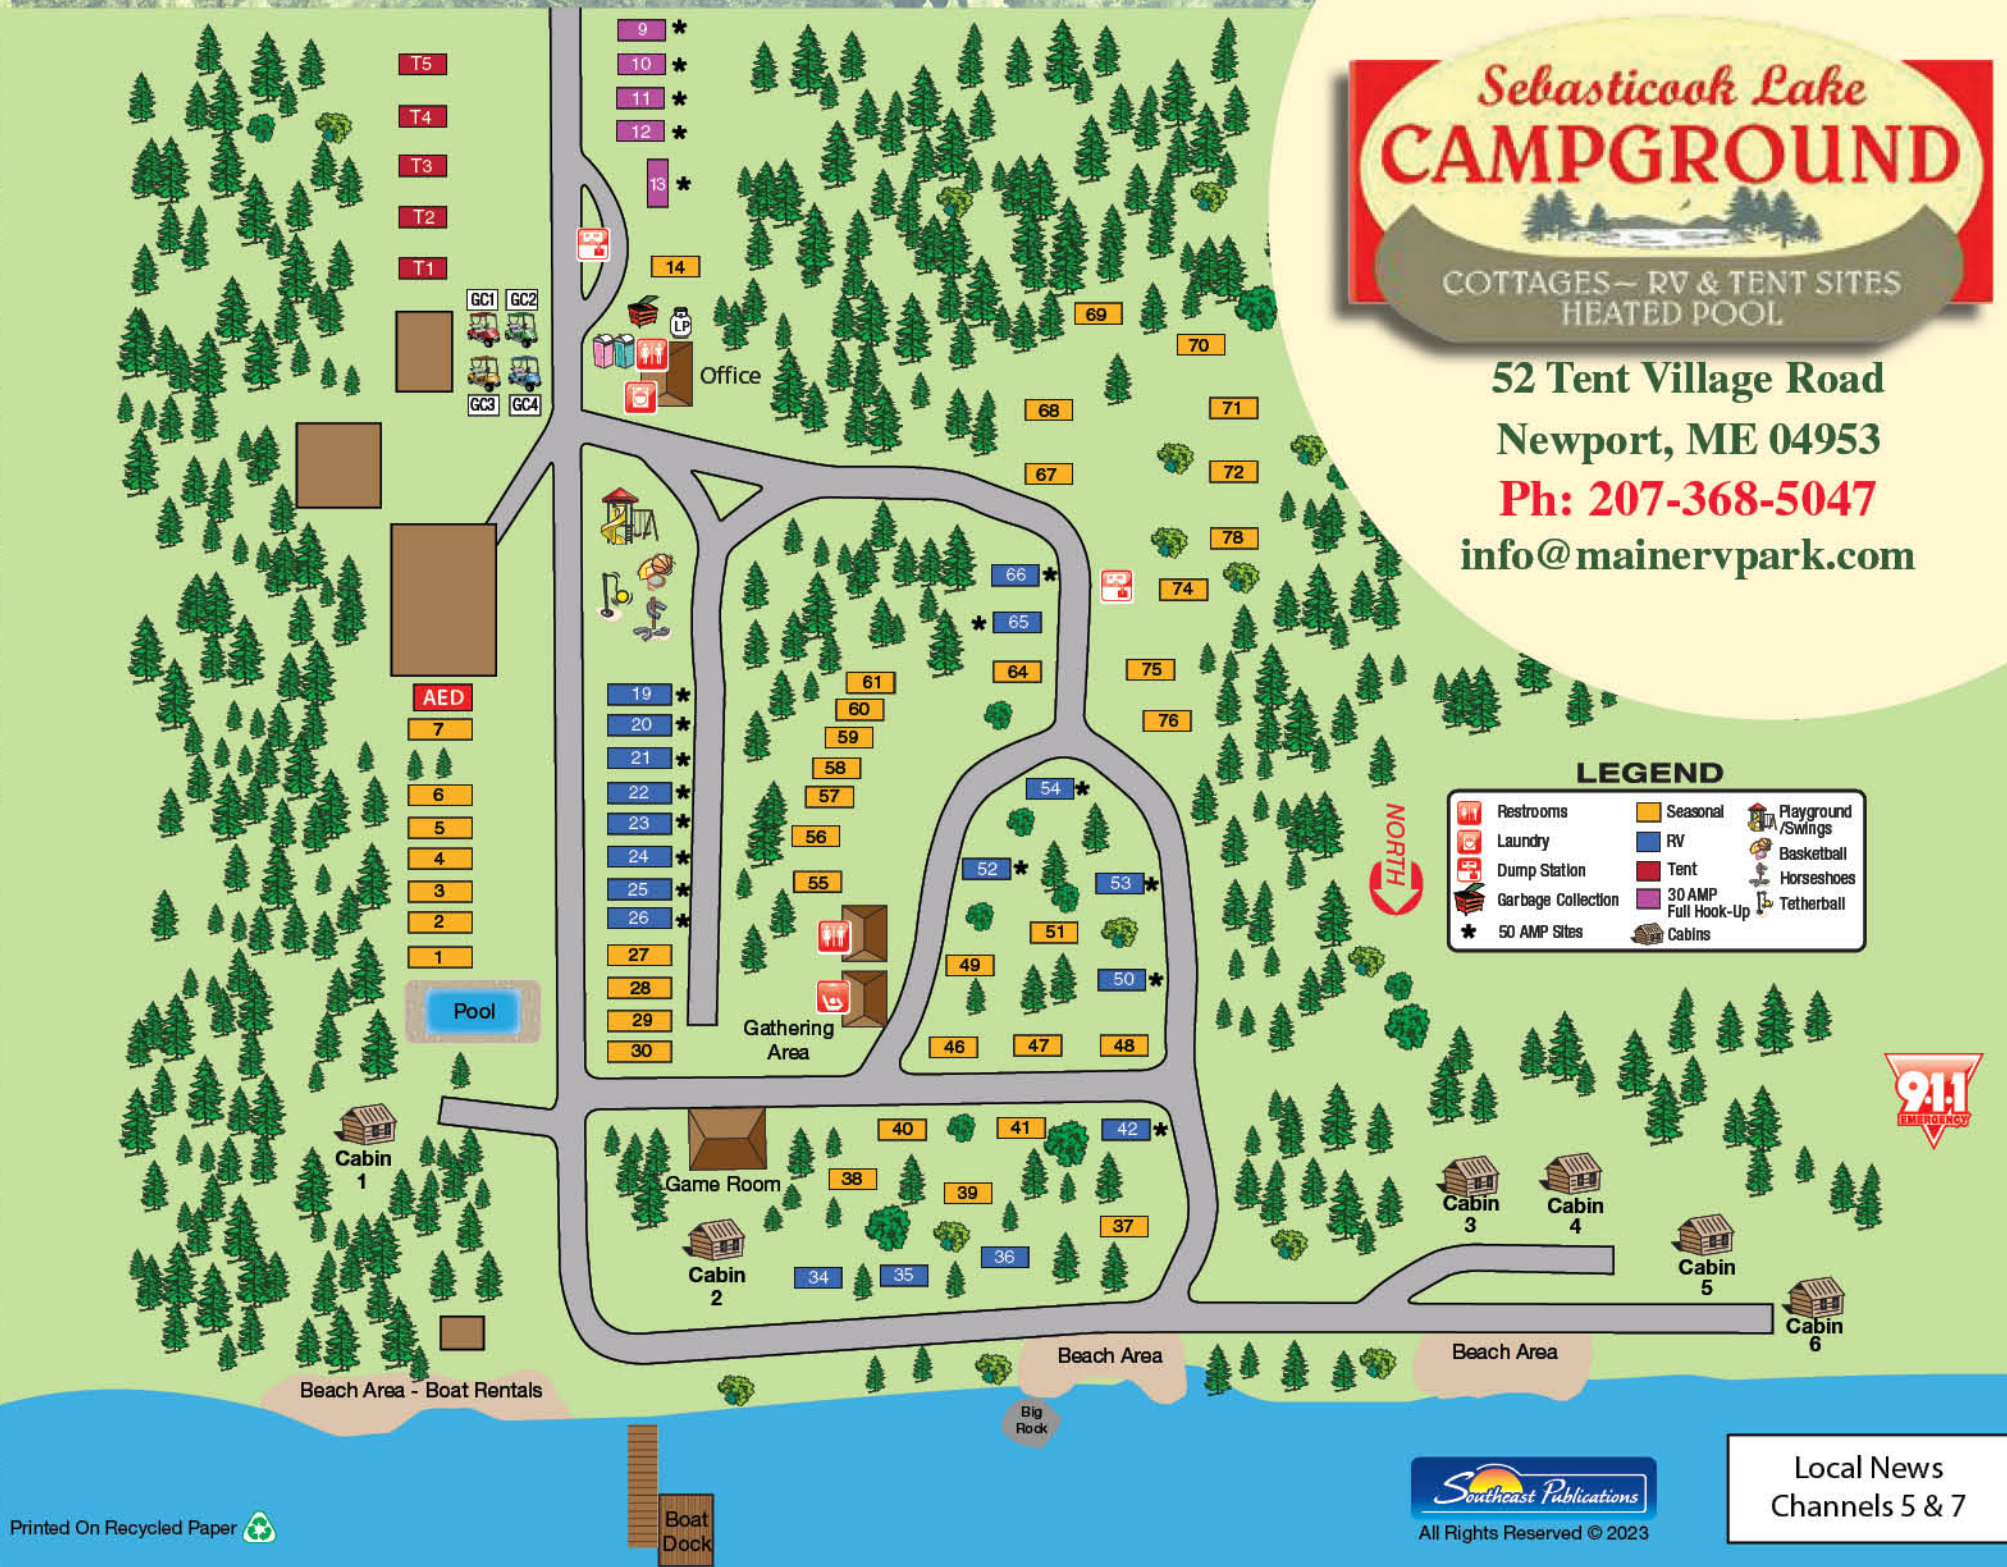 Sebasticook Lake
CAMPGROUND
COTTAGES~ RV & TENT SITES
HEATED POOL
52 Tent Village Road
Newport, ME 04953
Ph: 207-368-5047
info@mainervpark.com
9 *
10 *
11 *
12 *
13 *
14
T5
T4
T3
T2
T1
GC1 GC2
GC3 GC4
LP
Office
69
70
68
71
67
72
78
74
66 *
* 65
64
75
76
61
60
59
58
57
56
55
AED
7
6
5
4
3
2
1
Pool
19 *
20 *
21 *
22 *
23 *
24 *
25 *
26 *
27
28
29
30
Gathering
Area
54 *
52 *
53 *
51
49
50 *
46
47
48
NORTH
LEGEND
Restrooms
Laundry
Dump Station
Garbage Collection
* 50 AMP Sites
Seasonal
RV
Tent
30 AMP
Full Hook-Up
Cabins
Playground
/Swings
Basketball
Horseshoes
Tetherball
9-1-1
EMERGENCY
Cabin
1
Game Room
40
41
42 *
38
39
37
36
35
34
Cabin
2
Cabin
3
Cabin
4
Cabin
5
Cabin
6
Beach Area - Boat Rentals
Beach Area
Beach Area
Big
Rock
Boat
Dock
Printed On Recycled Paper
Southeast Publications
All Rights Reserved © 2023
Local News
Channels 5 & 7